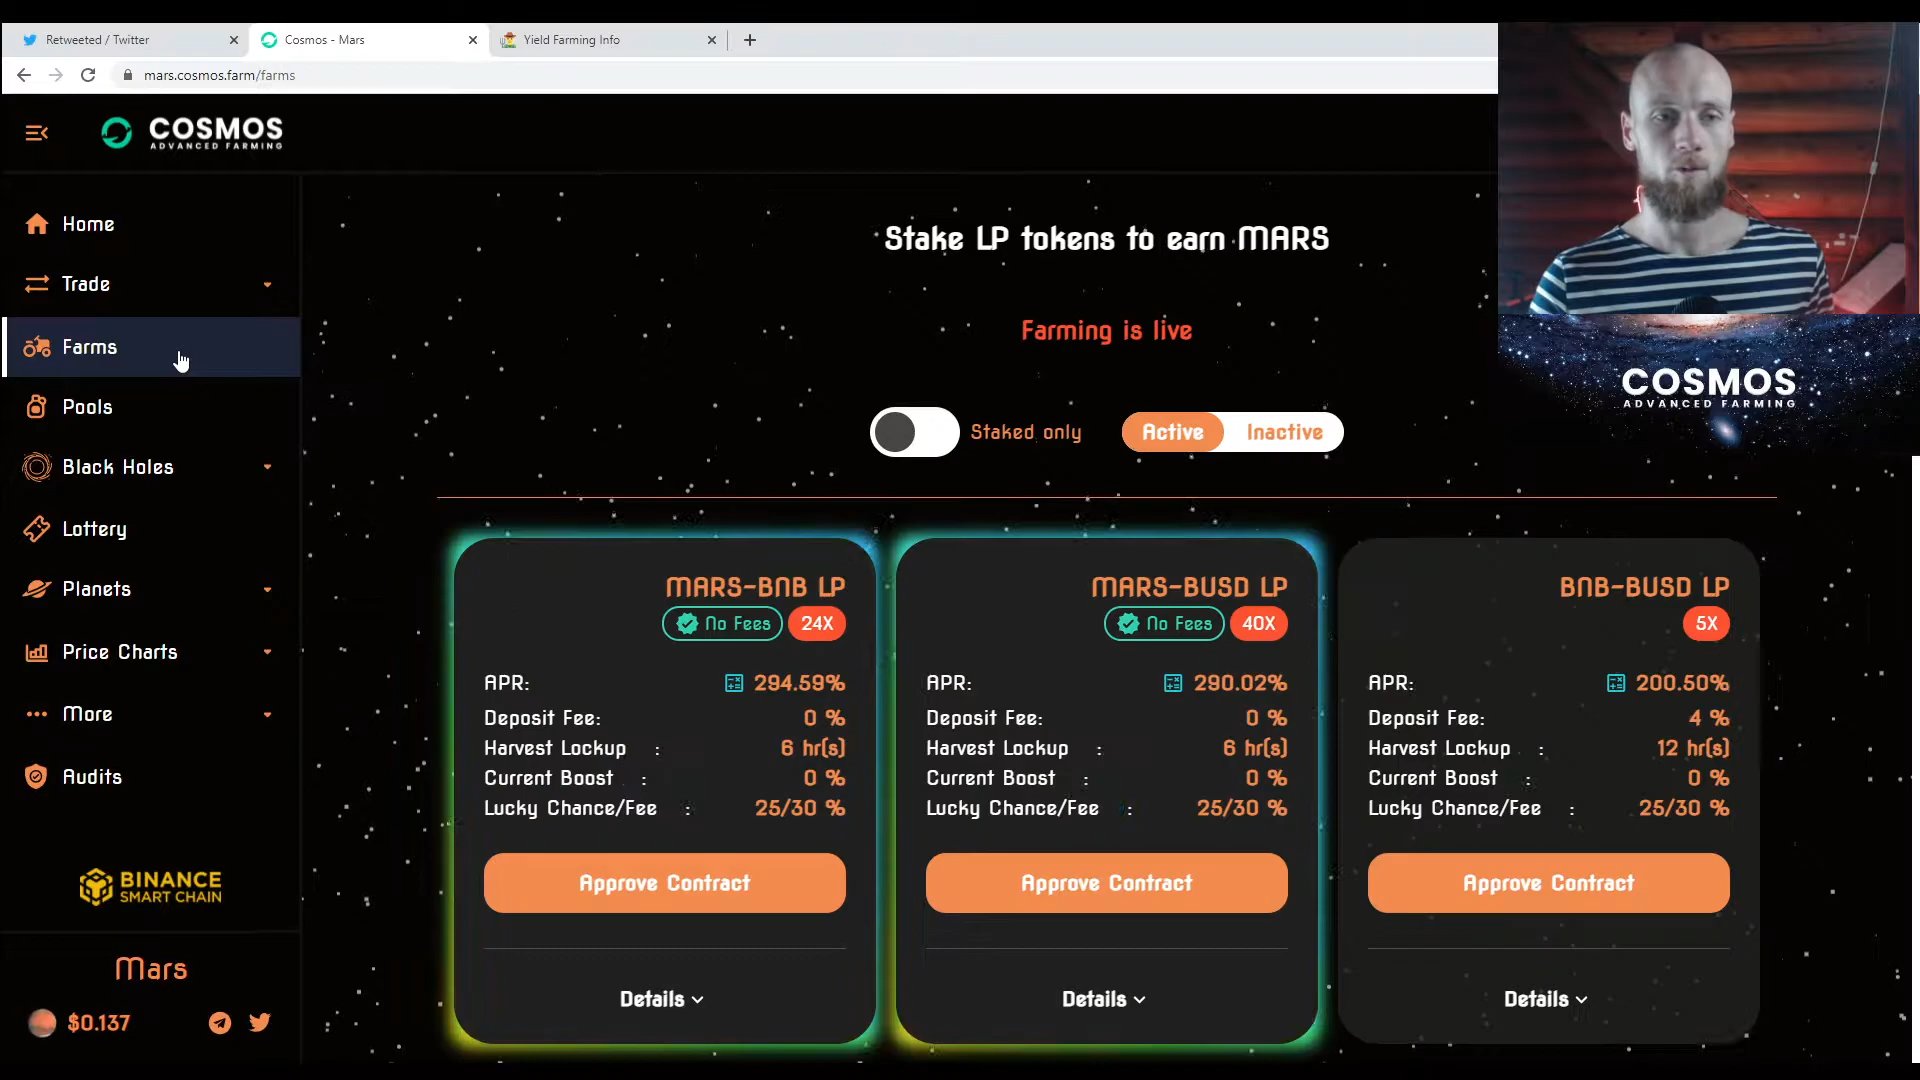 Retweeted / Twitter
Cosmos - Mars
Yield Farming Info
mars.cosmos.farm/farms
COSMOS
ADVANCED FARMING
Home
Trade
Farms
Pools
Black Holes
Lottery
Planets
Price Charts
More
Audits
BINANCE
SMART CHAIN
Mars
$0.137
Stake LP tokens to earn MARS
Farming is live
Staked only
Active
Inactive
COSMOS
ADVANCED FARMING
MARS-BNB LP
No Fees
24X
APR:
294.59%
Deposit Fee:
0 %
Harvest Lockup :
6 hr(s)
Current Boost :
0 %
Lucky Chance/Fee :
25/30 %
Approve Contract
Details
MARS-BUSD LP
No Fees
40X
APR:
290.02%
Deposit Fee:
0 %
Harvest Lockup :
6 hr(s)
Current Boost :
0 %
Lucky Chance/Fee :
25/30 %
Approve Contract
Details
BNB-BUSD LP
5X
APR:
200.50%
Deposit Fee:
4 %
Harvest Lockup :
12 hr(s)
Current Boost :
0 %
Lucky Chance/Fee :
25/30 %
Approve Contract
Details